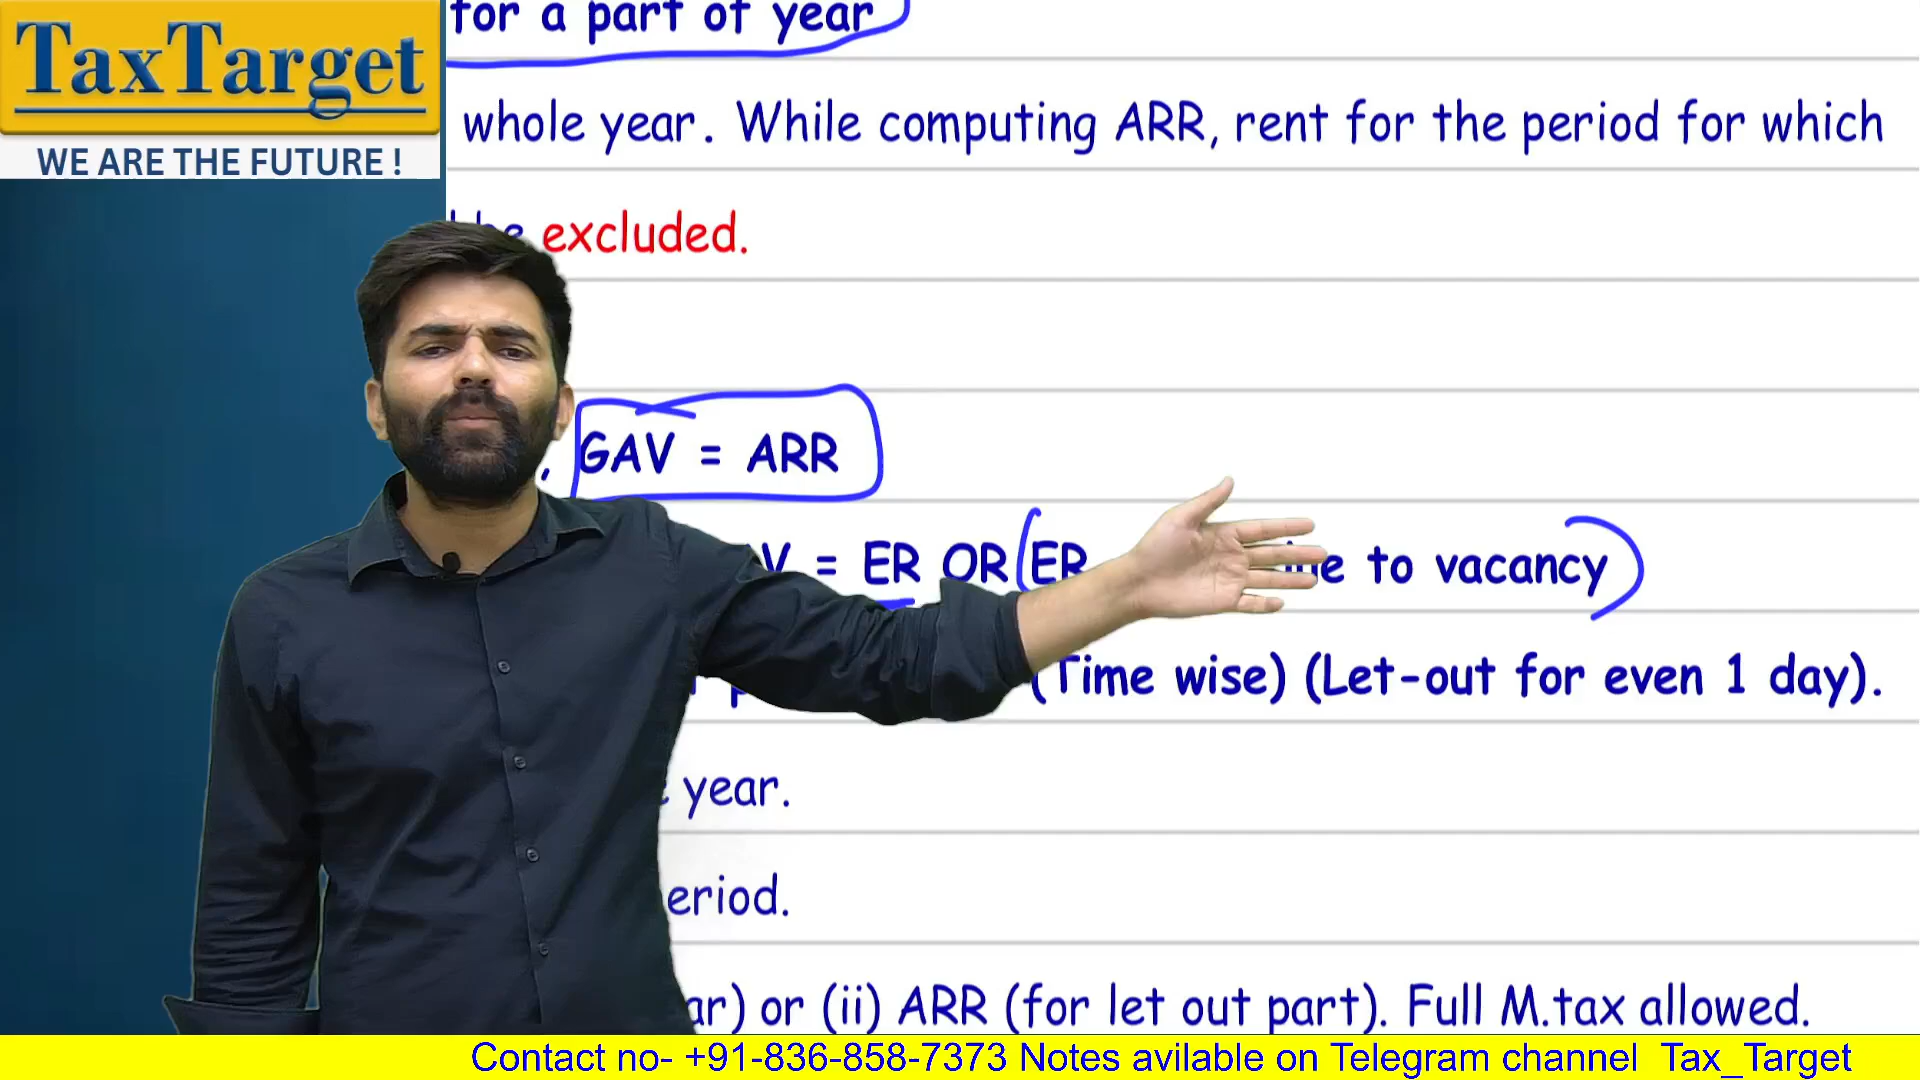 TaxTarget
WE ARE THE FUTURE !
for a part of year
whole year. While computing ARR, rent for the period for which
be excluded.
, GAV = ARR
= ER OR (ER to vacancy)
(Time wise) (Let-out for even 1 day).
year.
or (ii) ARR (for let out part). Full M.tax allowed.
Contact no- +91-836-858-7373 Notes avilable on Telegram channel Tax_Target